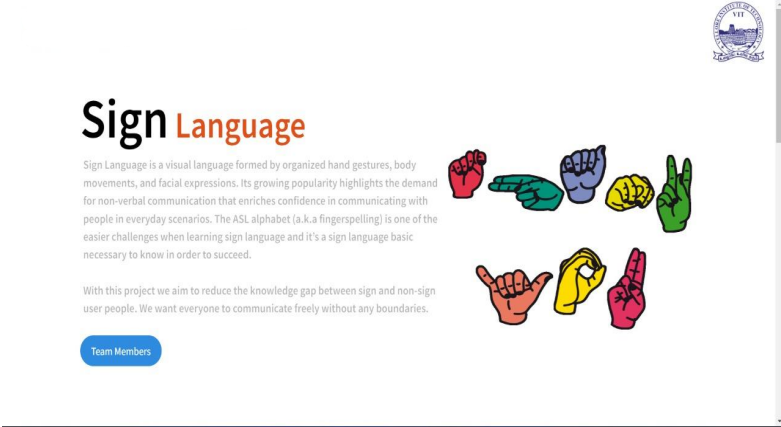 VIT
Sign Language
Sign Language is a visual language formed by organized hand gestures, body
movements, and facial expressions. Its growing popularity highlights the demand
for non-verbal communication that enriches confidence in communicating with
people in everyday scenarios. The ASL alphabet (a.k.a fingerspelling) is one of the
easier challenges when learning sign language and it's a sign language basic
necessary to know in order to succeed.
With this project we aim to reduce the knowledge gap between sign and non-sign
user people. We want everyone to communicate freely without any boundaries.
Team Members